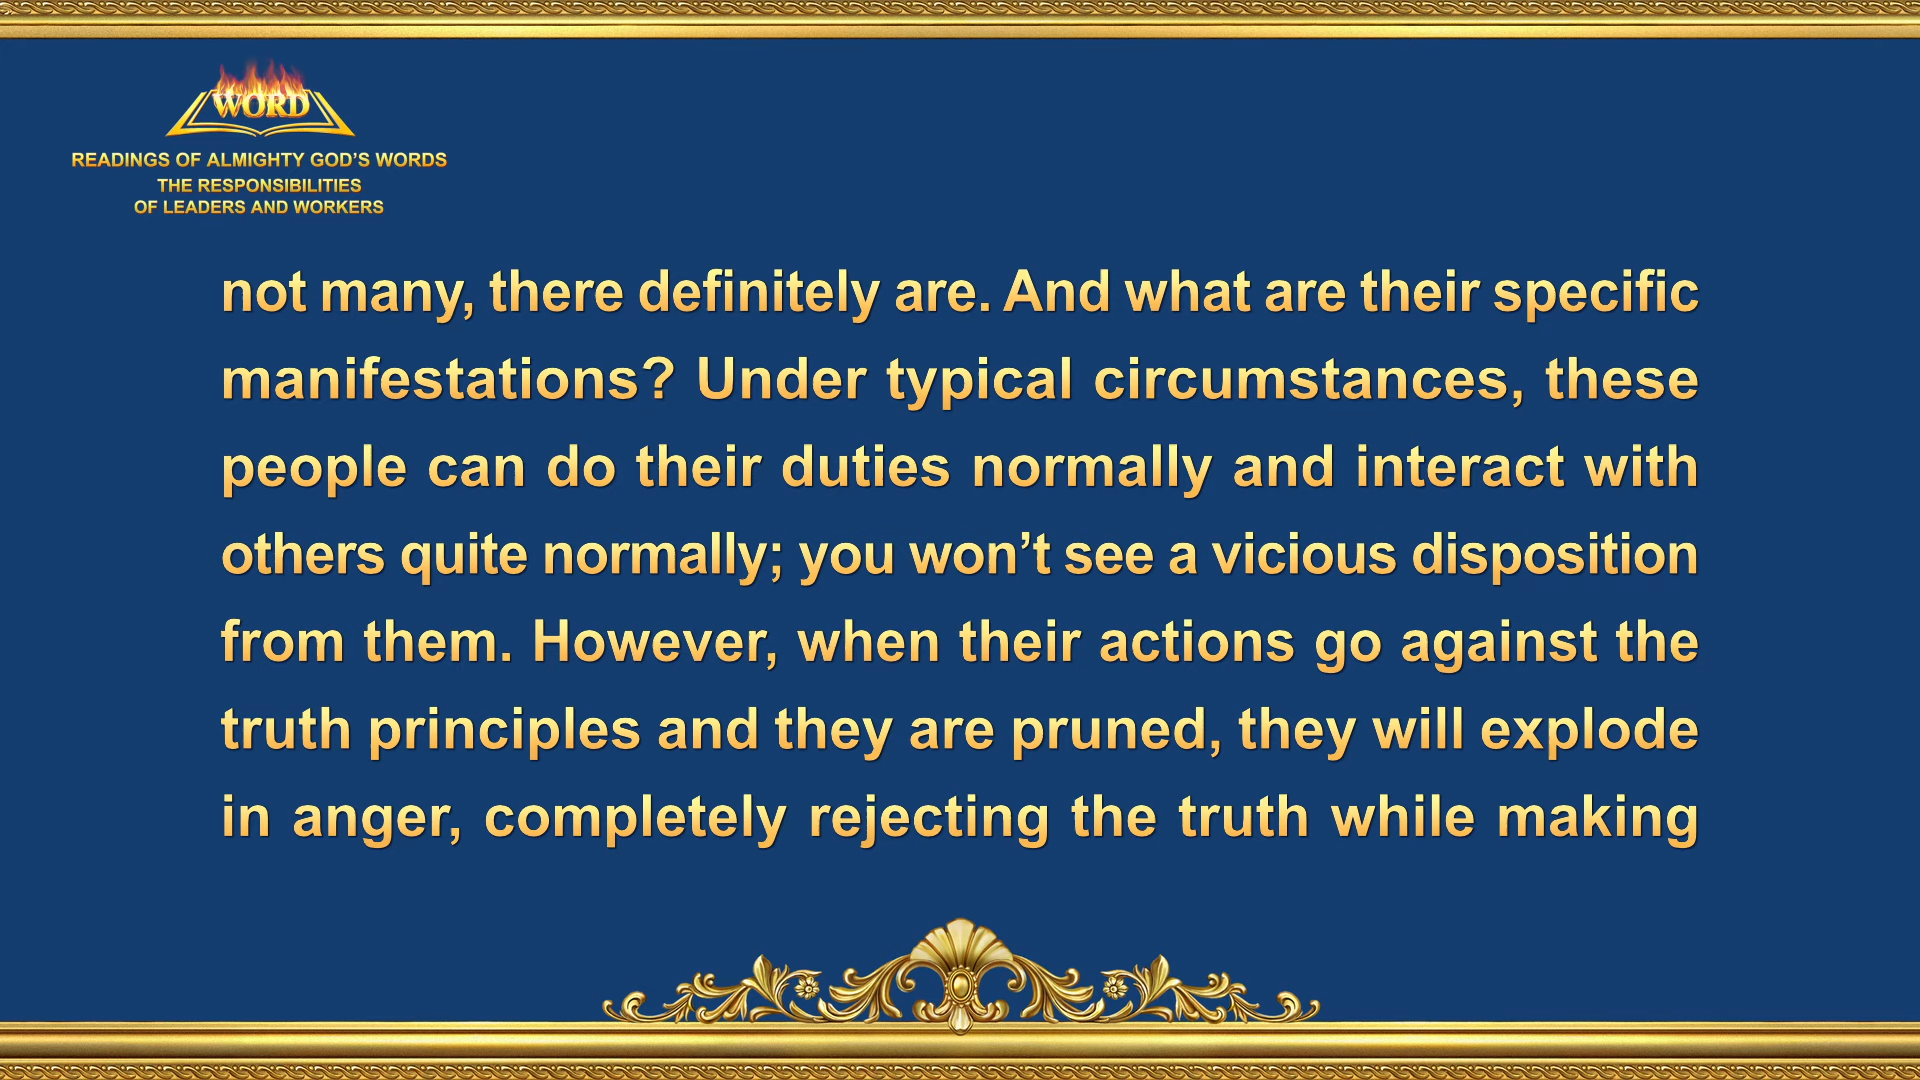 WORD
READINGS OF ALMIGHTY GOD’S WORDS
THE RESPONSIBILITIES
OF LEADERS AND WORKERS
not many, there definitely are. And what are their specific
manifestations? Under typical circumstances, these
people can do their duties normally and interact with
others quite normally; you won’t see a vicious disposition
from them. However, when their actions go against the
truth principles and they are pruned, they will explode
in anger, completely rejecting the truth while making